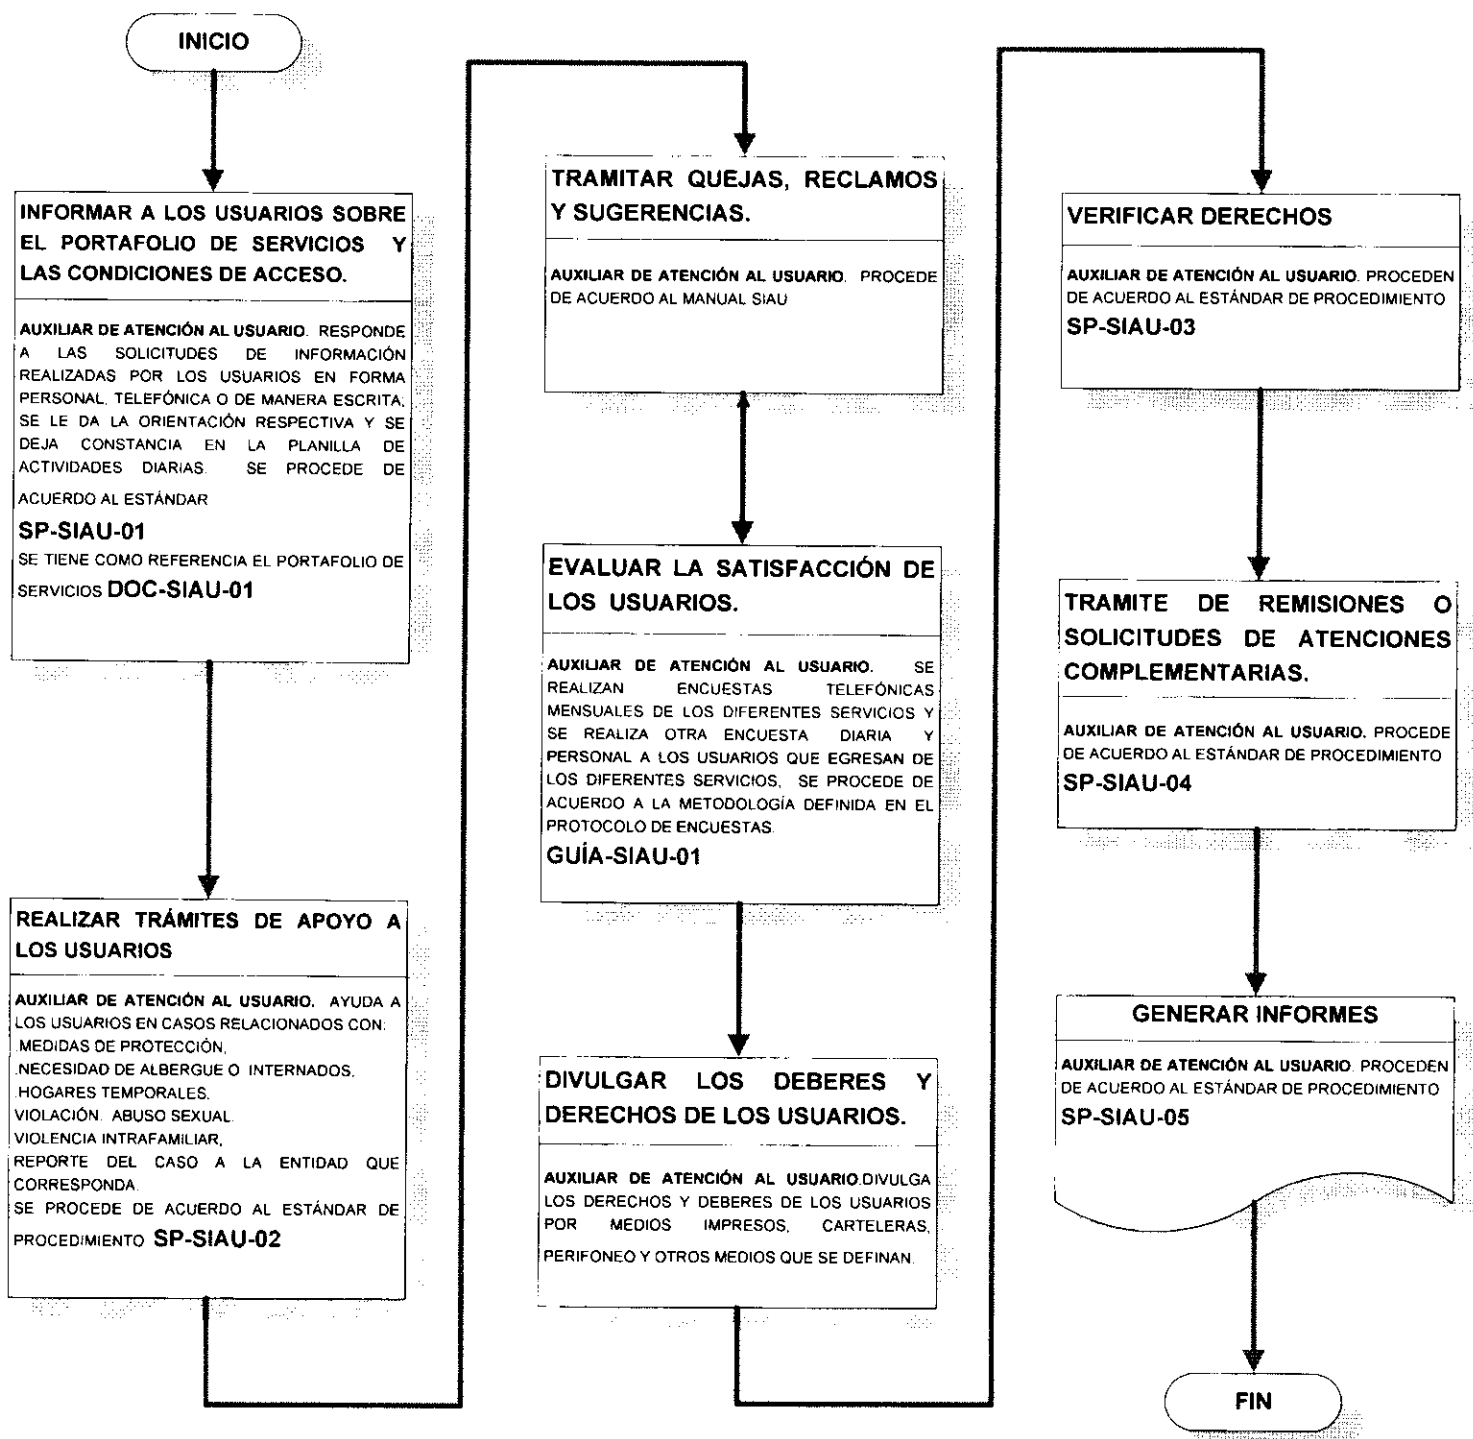 INICIO
INFORMAR A LOS USUARIOS SOBRE
EL PORTAFOLIO DE SERVICIOS Y
LAS CONDICIONES DE ACCESO.
AUXILIAR DE ATENCIÓN AL USUARIO. RESPONDE
A LAS SOLICITUDES DE INFORMACIÓN
REALIZADAS POR LOS USUARIOS EN FORMA
PERSONAL, TELEFÓNICA O DE MANERA ESCRITA;
SE LE DA LA ORIENTACIÓN RESPECTIVA Y SE
DEJA CONSTANCIA EN LA PLANILLA DE
ACTIVIDADES DIARIAS. SE PROCEDE DE
ACUERDO AL ESTÁNDAR
SP-SIAU-01
SE TIENE COMO REFERENCIA EL PORTAFOLIO DE
SERVICIOS DOC-SIAU-01
REALIZAR TRÁMITES DE APOYO A
LOS USUARIOS
AUXILIAR DE ATENCIÓN AL USUARIO. AYUDA A
LOS USUARIOS EN CASOS RELACIONADOS CON:
.MEDIDAS DE PROTECCIÓN,
.NECESIDAD DE ALBERGUE O INTERNADOS,
.HOGARES TEMPORALES,
VIOLACIÓN. ABUSO SEXUAL
VIOLENCIA INTRAFAMILIAR,
REPORTE DEL CASO A LA ENTIDAD QUE
CORRESPONDA.
SE PROCEDE DE ACUERDO AL ESTÁNDAR DE
PROCEDIMIENTO SP-SIAU-02
TRAMITAR QUEJAS, RECLAMOS
Y SUGERENCIAS.
AUXILIAR DE ATENCIÓN AL USUARIO. PROCEDE
DE ACUERDO AL MANUAL SIAU
EVALUAR LA SATISFACCIÓN DE
LOS USUARIOS.
AUXILIAR DE ATENCIÓN AL USUARIO. SE
REALIZAN ENCUESTAS TELEFÓNICAS
MENSUALES DE LOS DIFERENTES SERVICIOS Y
SE REALIZA OTRA ENCUESTA DIARIA Y
PERSONAL A LOS USUARIOS QUE EGRESAN DE
LOS DIFERENTES SERVICIOS, SE PROCEDE DE
ACUERDO A LA METODOLOGÍA DEFINIDA EN EL
PROTOCOLO DE ENCUESTAS.
GUÍA-SIAU-01
DIVULGAR LOS DEBERES Y
DERECHOS DE LOS USUARIOS.
AUXILIAR DE ATENCIÓN AL USUARIO.DIVULGA
LOS DERECHOS Y DEBERES DE LOS USUARIOS
POR MEDIOS IMPRESOS, CARTELERAS,
PERIFONEO Y OTROS MEDIOS QUE SE DEFINAN.
VERIFICAR DERECHOS
AUXILIAR DE ATENCIÓN AL USUARIO. PROCEDEN
DE ACUERDO AL ESTÁNDAR DE PROCEDIMIENTO
SP-SIAU-03
TRAMITE DE REMISIONES O
SOLICITUDES DE ATENCIONES
COMPLEMENTARIAS.
AUXILIAR DE ATENCIÓN AL USUARIO. PROCEDE
DE ACUERDO AL ESTÁNDAR DE PROCEDIMIENTO
SP-SIAU-04
GENERAR INFORMES
AUXILIAR DE ATENCIÓN AL USUARIO. PROCEDEN
DE ACUERDO AL ESTÁNDAR DE PROCEDIMIENTO
SP-SIAU-05
FIN